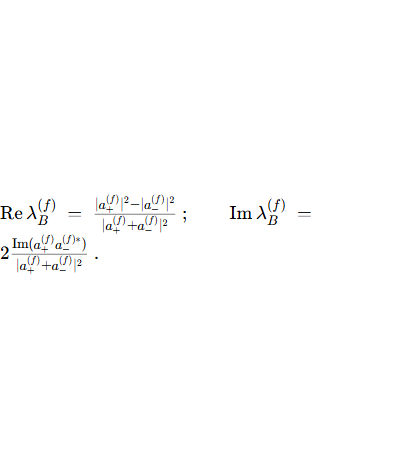 Re λ_B^{(f)} = \frac{|a_+^{(f)}|^2-|a_-^{(f)}|^2}{|a_+^{(f)}+a_-^{(f)}|^2} ; Im λ_B^{(f)} =
2\frac{Im(a_+^{(f)}a_-^{(f)*})}{|a_+^{(f)}+a_-^{(f)}|^2} .